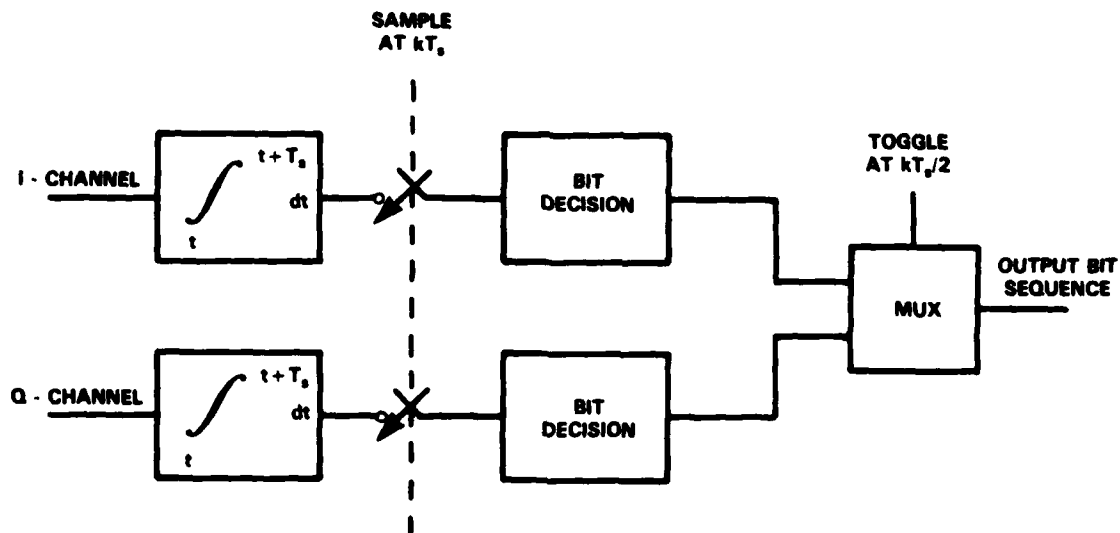 SAMPLE
AT kTₛ
I - CHANNEL
t + Tₛ
∫
dt
t
BIT
DECISION
TOGGLE
AT kTₛ/2
MUX
OUTPUT BIT
SEQUENCE
Q - CHANNEL
t + Tₛ
∫
dt
t
BIT
DECISION